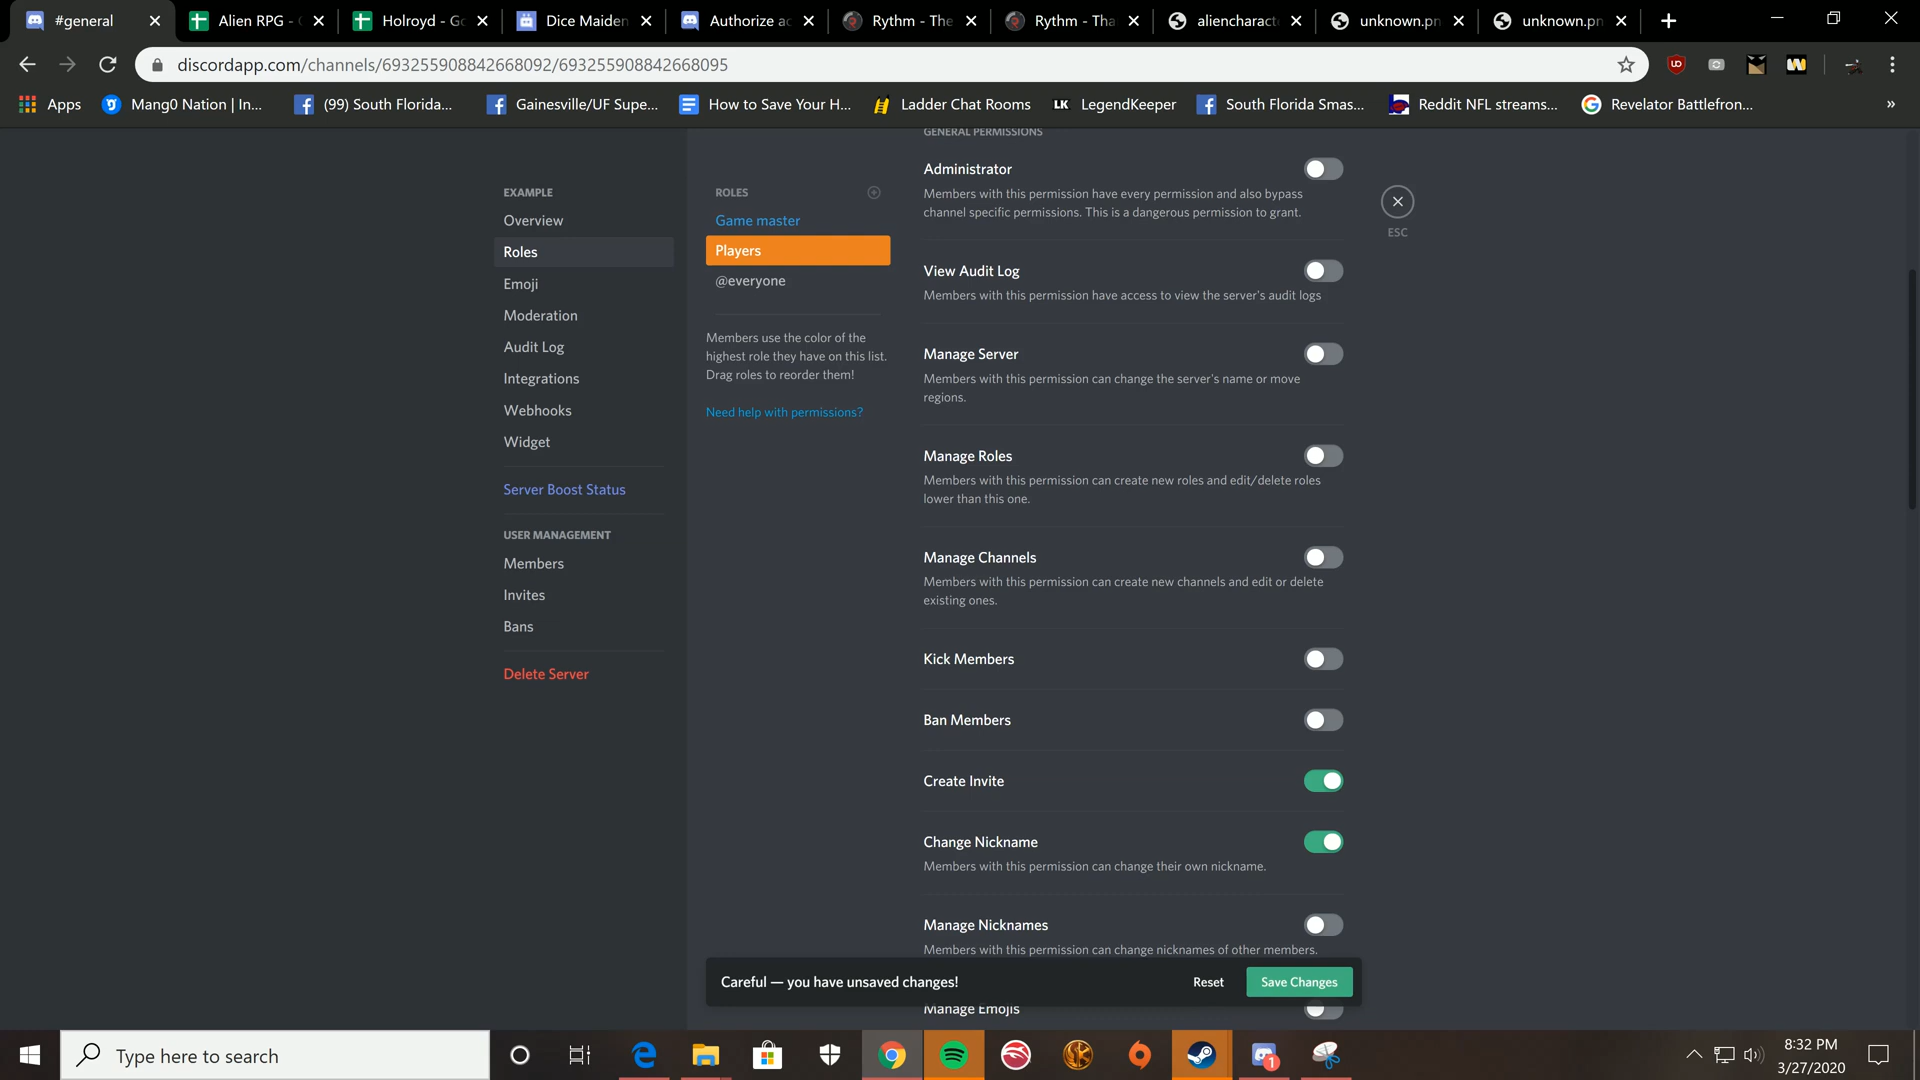 #general
Alien RPG -
Holroyd - Go
Dice Maiden
Authorize ac
Rythm - The
Rythm - Tha
aliencharact
unknown.pn
unknown.pn
discordapp.com/channels/693255908842668092/693255908842668095
Apps
Mang0 Nation | In...
(99) South Florida...
Gainesville/UF Supe...
How to Save Your H...
Ladder Chat Rooms
LK LegendKeeper
South Florida Smas...
Reddit NFL streams...
Revelator Battlefron...
»
EXAMPLE
Overview
Roles
Emoji
Moderation
Audit Log
Integrations
Webhooks
Widget
Server Boost Status
USER MANAGEMENT
Members
Invites
Bans
Delete Server
ROLES
Game master
Players
@everyone
Members use the color of the
highest role they have on this list.
Drag roles to reorder them!
Need help with permissions?
GENERAL PERMISSIONS
Administrator
Members with this permission have every permission and also bypass
channel specific permissions. This is a dangerous permission to grant.
View Audit Log
Members with this permission have access to view the server's audit logs
Manage Server
Members with this permission can change the server's name or move
regions.
Manage Roles
Members with this permission can create new roles and edit/delete roles
lower than this one.
Manage Channels
Members with this permission can create new channels and edit or delete
existing ones.
Kick Members
Ban Members
Create Invite
Change Nickname
Members with this permission can change their own nickname.
Manage Nicknames
Members with this permission can change nicknames of other members.
Careful — you have unsaved changes!
Reset
Save Changes
Manage Emojis
ESC
Type here to search
1
8:32 PM
3/27/2020